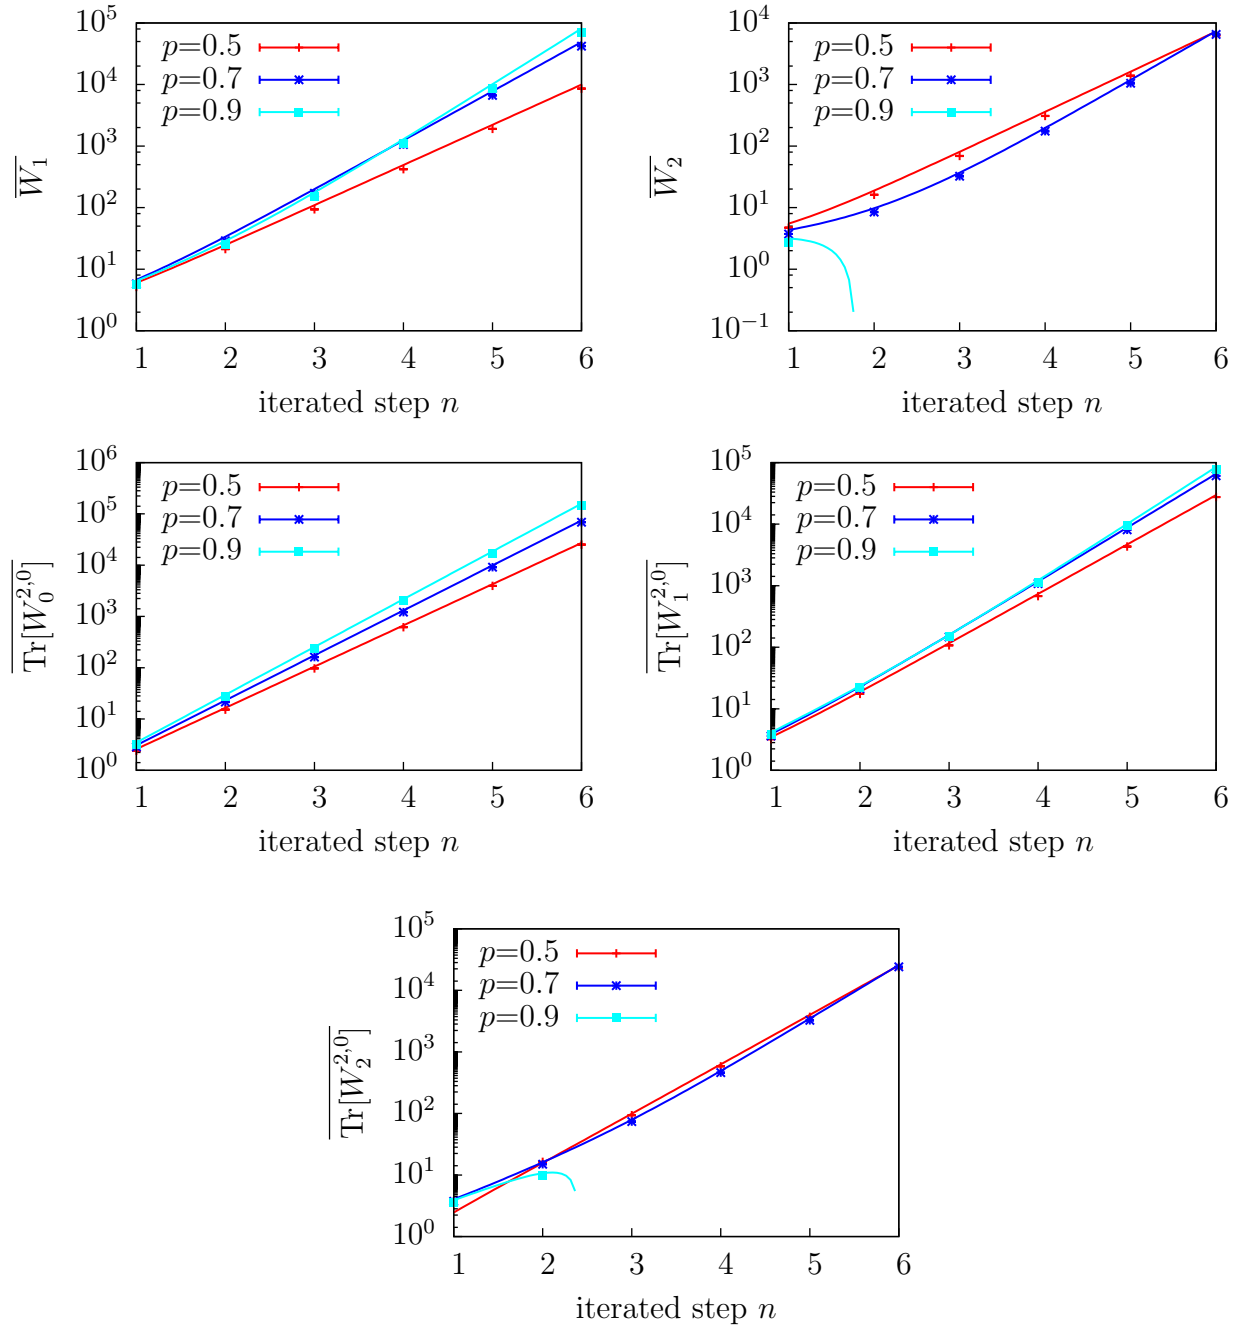 10^5
10^4
10^3
10^2
10^1
10^0
\overline{W_1}
p=0.5
p=0.7
p=0.9
1 2 3 4 5 6
iterated step n
10^4
10^3
10^2
10^1
10^0
10^{-1}
\overline{W_2}
p=0.5
p=0.7
p=0.9
1 2 3 4 5 6
iterated step n
10^6
10^5
10^4
10^3
10^2
10^1
10^0
\overline{Tr[W_0^{2,0}]}
p=0.5
p=0.7
p=0.9
1 2 3 4 5 6
iterated step n
10^5
10^4
10^3
10^2
10^1
10^0
\overline{Tr[W_1^{2,0}]}
p=0.5
p=0.7
p=0.9
1 2 3 4 5 6
iterated step n
10^5
10^4
10^3
10^2
10^1
10^0
\overline{Tr[W_2^{2,0}]}
p=0.5
p=0.7
p=0.9
1 2 3 4 5 6
iterated step n